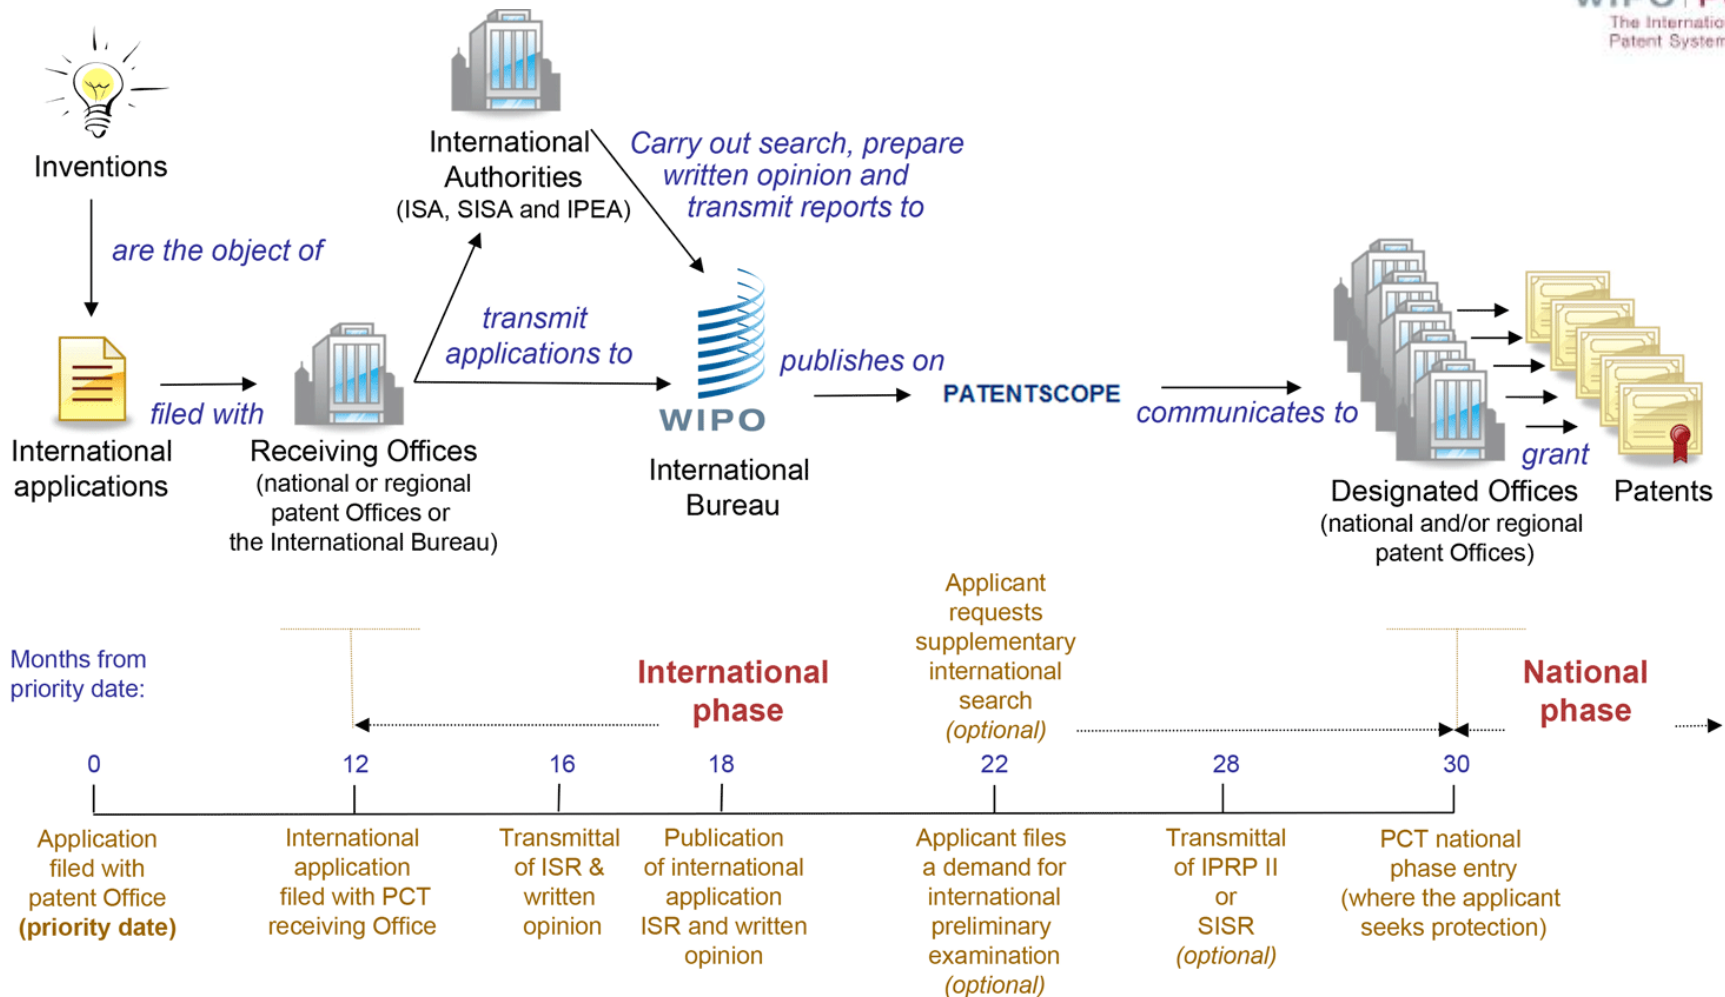 WIPO
The Internatio
Patent System
Inventions
are the object of
International
Authorities
(ISA, SISA and IPEA)
Carry out search, prepare
written opinion and
transmit reports to
International
applications
filed with
Receiving Offices
(national or regional
patent Offices or
the International Bureau)
transmit
applications to
WIPO
International
Bureau
publishes on
PATENTSCOPE
communicates to
Designated Offices
(national and/or regional
patent Offices)
grant
Patents
Months from
priority date:
International
phase
Applicant
requests
supplementary
international
search
(optional)
National
phase
0
12
16
18
22
28
30
Application
filed with
patent Office
(priority date)
International
application
filed with PCT
receiving Office
Transmittal
of ISR &
written
opinion
Publication
of international
application
ISR and written
opinion
Applicant files
a demand for
international
preliminary
examination
(optional)
Transmittal
of IPRP II
or
SISR
(optional)
PCT national
phase entry
(where the applicant
seeks protection)